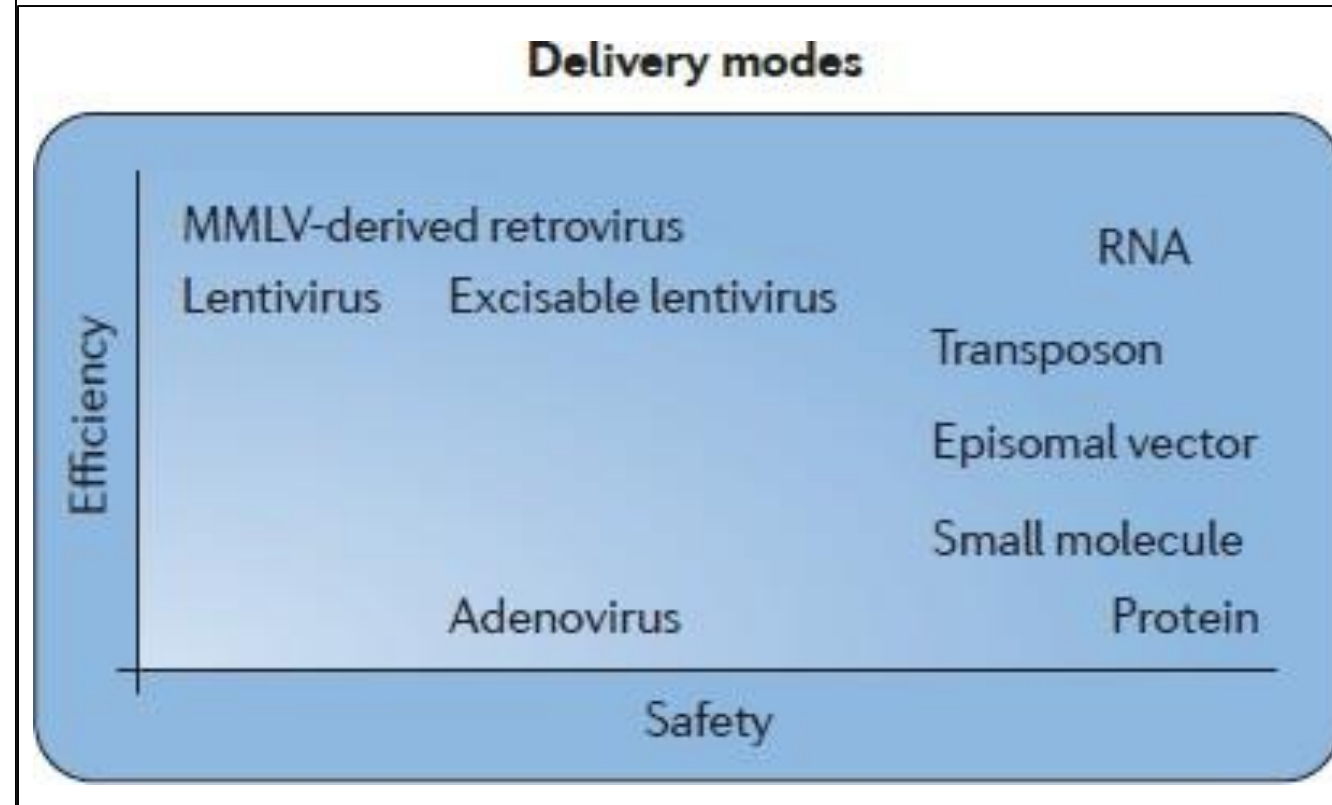 Delivery modes
MMLV-derived retrovirus
RNA
Lentivirus Excisable lentivirus
Transposon
Efficiency
Episomal vector
Small molecule
Adenovirus Protein
Safety